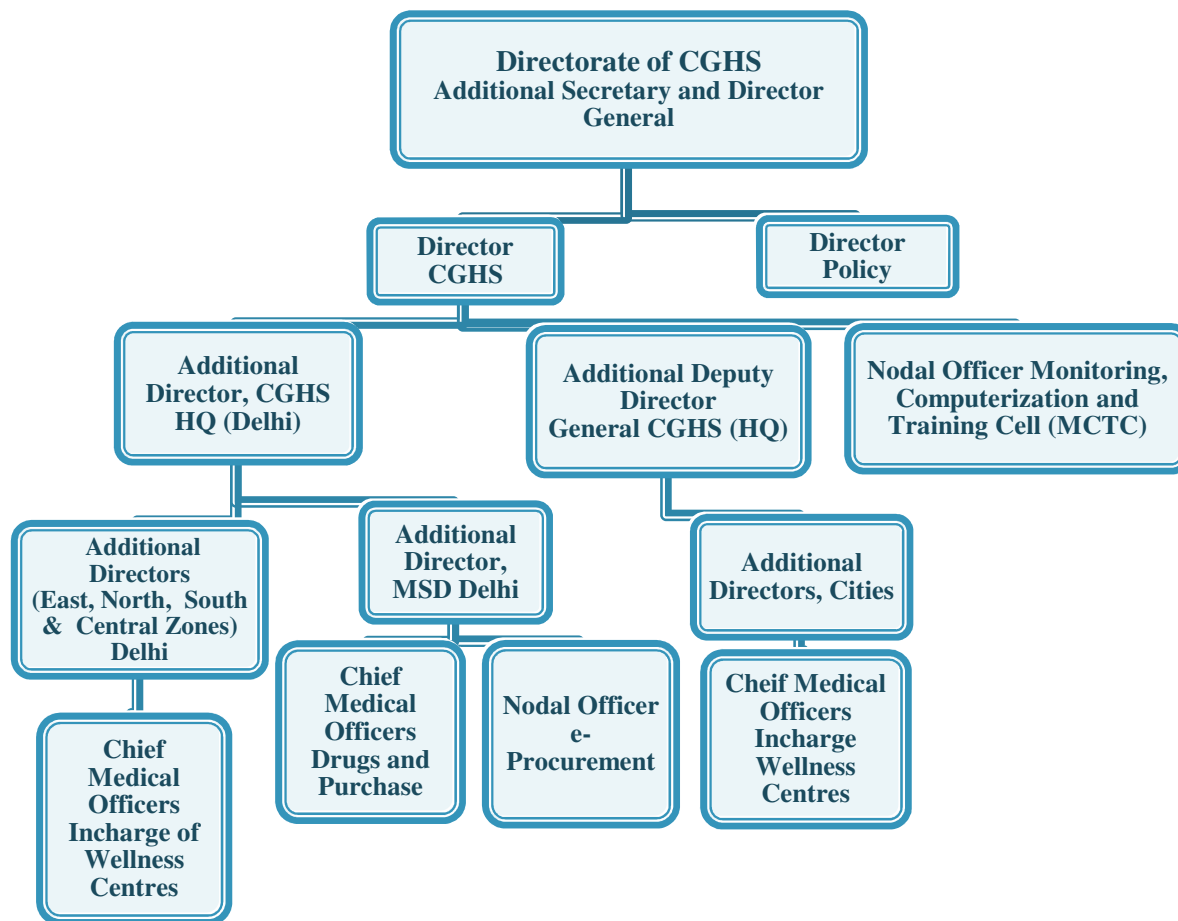 Directorate of CGHS
Additional Secretary and Director
General
Director
CGHS
Director
Policy
Additional
Director, CGHS
HQ (Delhi)
Additional Deputy
Director
General CGHS (HQ)
Nodal Officer Monitoring,
Computerization and
Training Cell (MCTC)
Additional
Directors
(East, North, South
& Central Zones)
Delhi
Additional
Director,
MSD Delhi
Additional
Directors, Cities
Chief
Medical
Officers
Incharge of
Wellness
Centres
Chief
Medical
Officers
Drugs and
Purchase
Nodal Officer
e-
Procurement
Cheif Medical
Officers
Incharge
Wellness
Centres